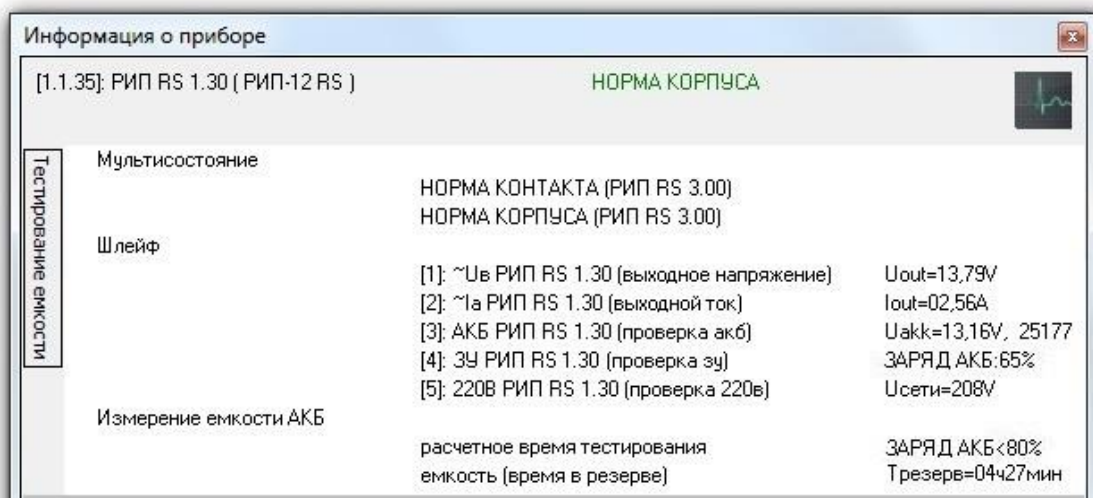 Информация о приборе
[1.1.35]: РИП RS 1.30 ( РИП-12 RS ) НОРМА КОРПУСА
Тестирование емкости
Мультисостояние
НОРМА КОНТАКТА (РИП RS 3.00)
НОРМА КОРПУСА (РИП RS 3.00)
Шлейф
[1]: ~Uв РИП RS 1.30 (выходное напряжение) Uout=13,79V
[2]: ~Ia РИП RS 1.30 (выходной ток) Iout=02,56A
[3]: АКБ РИП RS 1.30 (проверка акб) Uakk=13,16V, 25177
[4]: ЗУ РИП RS 1.30 (проверка зу) ЗАРЯД АКБ:65%
[5]: 220В РИП RS 1.30 (проверка 220в) Uсети=208V
Измерение емкости АКБ
расчетное время тестирования ЗАРЯД АКБ<80%
емкость (время в резерве) Tрезерв=04ч27мин